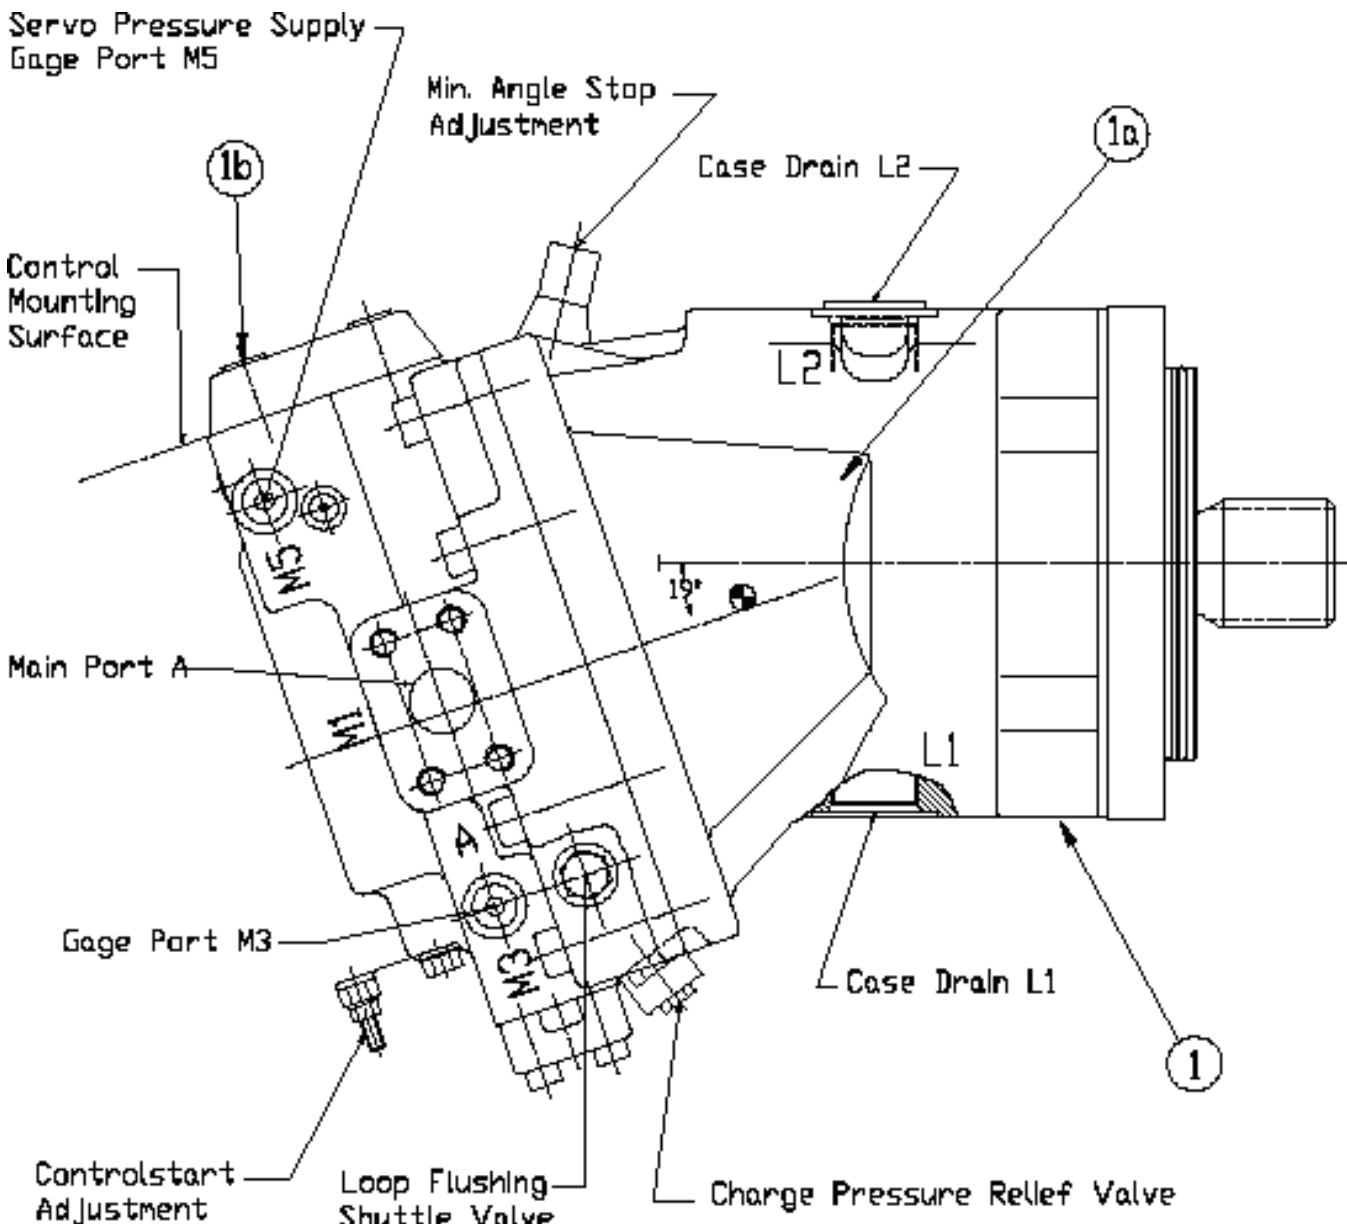 Servo Pressure Supply
Gage Port M5
Min. Angle Stop
Adjustment
1a
1b
Case Drain L2
Control
Mounting
Surface
L2
M5
19°
Main Port A
M1
L1
A
Gage Port M3
M3
Case Drain L1
1
Controlstart
Adjustment
Loop Flushing
Shuttle Valve
Charge Pressure Relief Valve